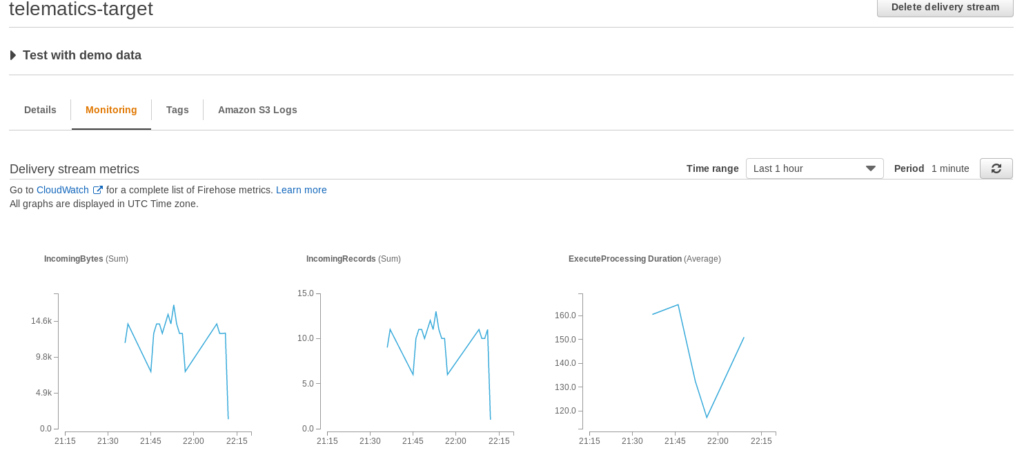 telematics-target
Delete delivery stream
Test with demo data
Details
Monitoring
Tags
Amazon S3 Logs
Delivery stream metrics
Time range
Last 1 hour
Period
1 minute
Go to CloudWatch for a complete list of Firehose metrics. Learn more
All graphs are displayed in UTC Time zone.
IncomingBytes (Sum)
14.6k
9.8k
4.9k
0.0
21:15 21:30 21:45 22:00 22:15
IncomingRecords (Sum)
15.0
10.0
5.0
0.0
21:15 21:30 21:45 22:00 22:15
ExecuteProcessing Duration (Average)
160.0
150.0
140.0
130.0
120.0
21:15 21:30 21:45 22:00 22:15